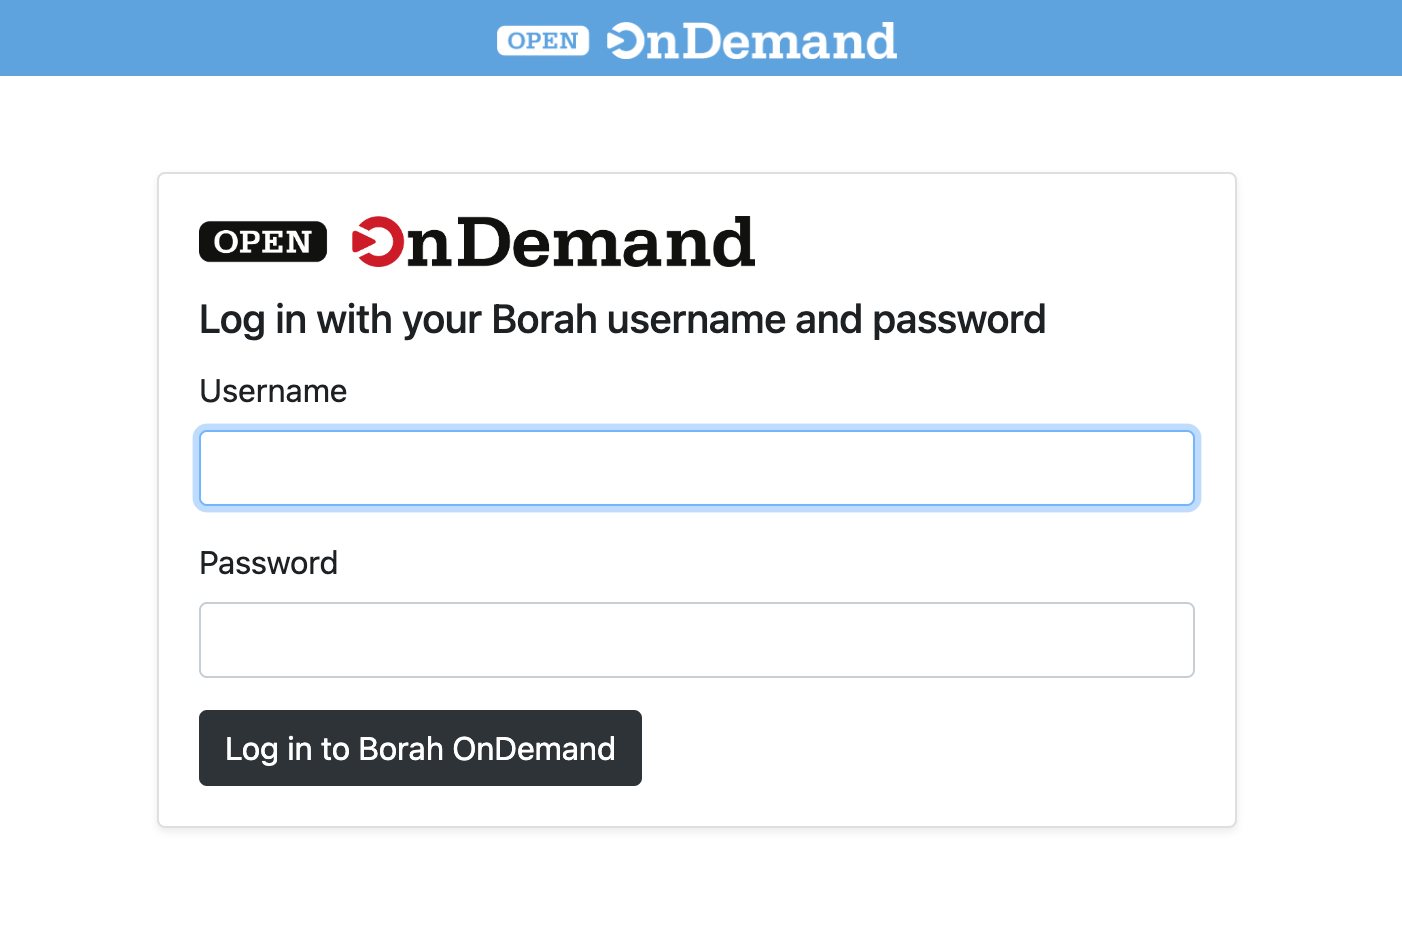 OPEN OnDemand
OPEN OnDemand
Log in with your Borah username and password
Username
Password
Log in to Borah OnDemand